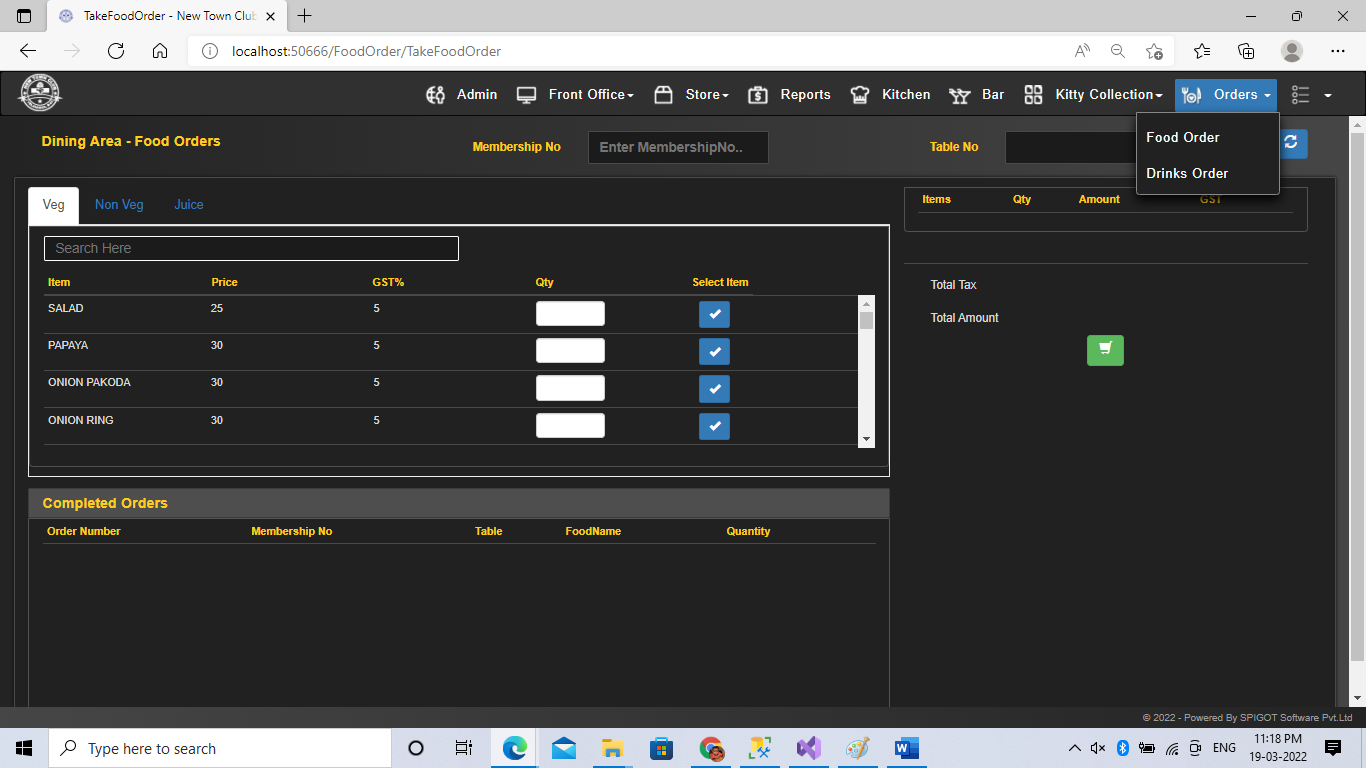 TakeFoodOrder - New Town Club
localhost:50666/FoodOrder/TakeFoodOrder
Admin Front Office Store Reports Kitchen Bar Kitty Collection Orders
Food Order
Drinks Order
Dining Area - Food Orders Membership No Enter MembershipNo.. Table No
Veg Non Veg Juice
Search Here
Item Price GST% Qty Select Item
SALAD 25 5
PAPAYA 30 5
ONION PAKODA 30 5
ONION RING 30 5
Items Qty Amount GST
Total Tax
Total Amount
Completed Orders
Order Number Membership No Table FoodName Quantity
© 2022 - Powered By SPIGOT Software Pvt.Ltd
Type here to search
ENG
11:18 PM
19-03-2022